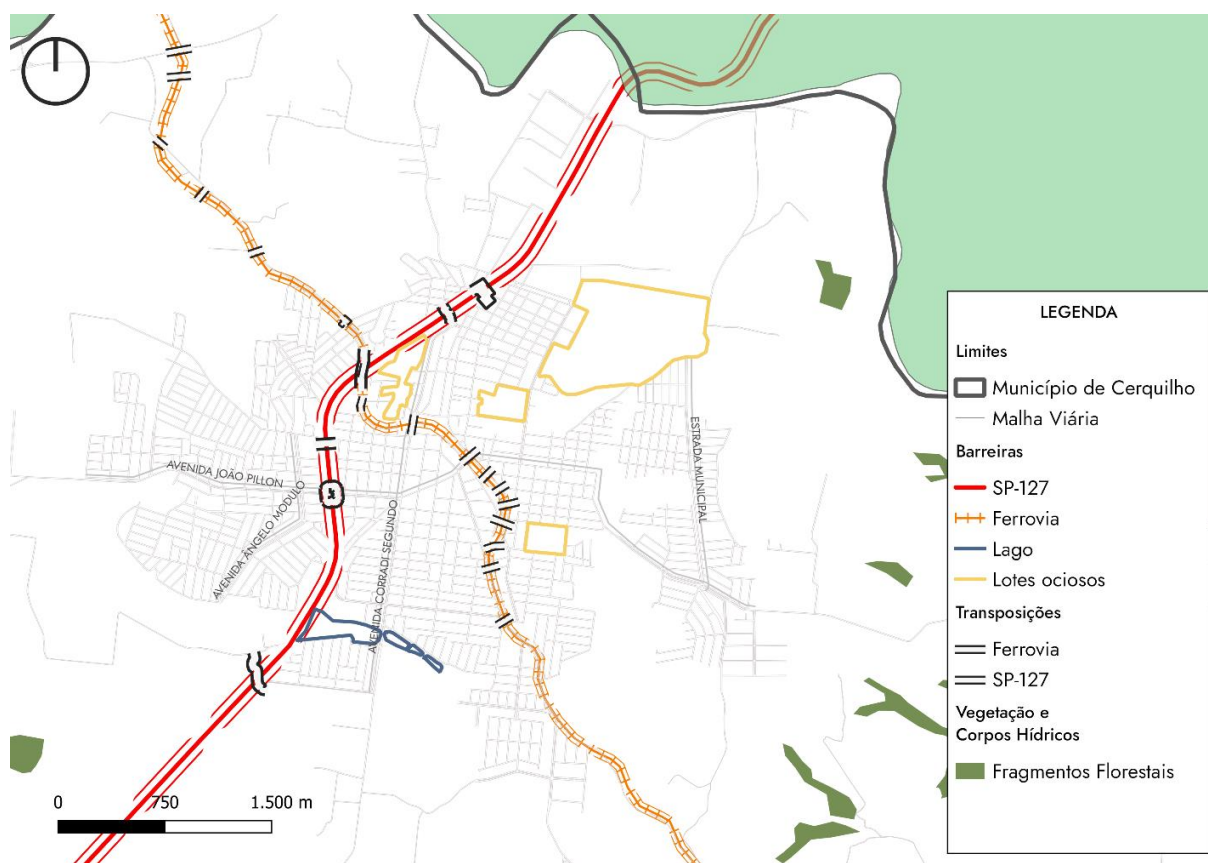 AVENIDA JOÃO PILLON
AVENIDA ÂNGELO MODULO
AVENIDA CORRADI SEGUNDO
ESTRADA MUNICIPAL
0 750 1.500 m
LEGENDA
Limites
Município de Cerquilho
Malha Viária
Barreiras
SP-127
Ferrovia
Lago
Lotes ociosos
Transposições
Ferrovia
SP-127
Vegetação e
Corpos Hídricos
Fragmentos Florestais